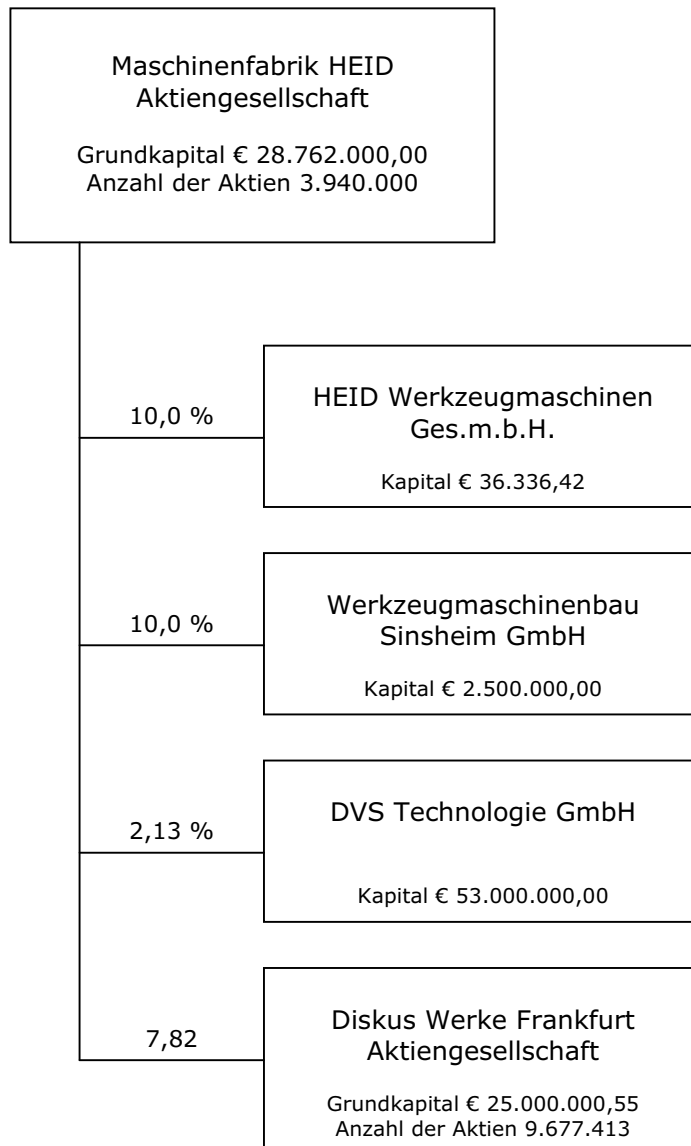 Maschinenfabrik HEID
Aktiengesellschaft
Grundkapital € 28.762.000,00
Anzahl der Aktien 3.940.000
10,0 %
HEID Werkzeugmaschinen
Ges.m.b.H.
Kapital € 36.336,42
10,0 %
Werkzeugmaschinenbau
Sinsheim GmbH
Kapital € 2.500.000,00
2,13 %
DVS Technologie GmbH
Kapital € 53.000.000,00
7,82
Diskus Werke Frankfurt
Aktiengesellschaft
Grundkapital € 25.000.000,55
Anzahl der Aktien 9.677.413